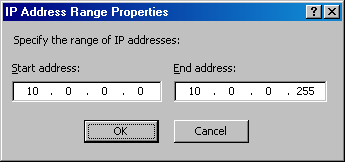 IP Address Range Properties ? ×
Specify the range of IP addresses:
Start address: End address:
10 . 0 . 0 . 0 10 . 0 . 0 . 255
OK Cancel